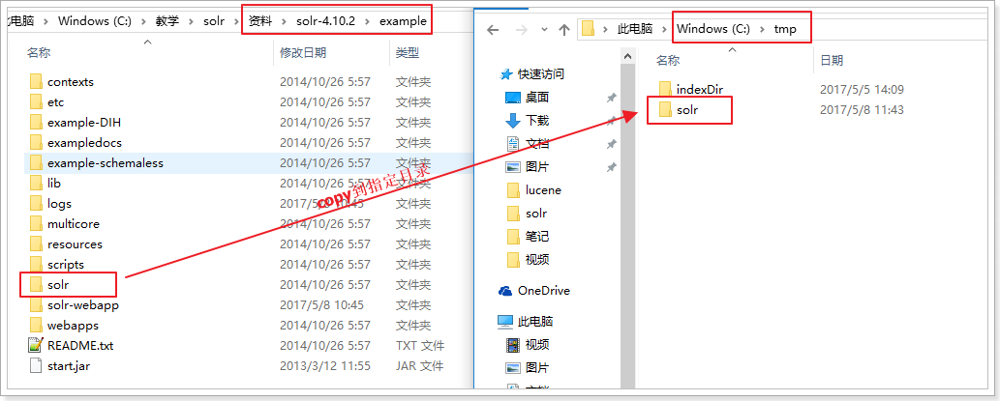 此电脑 > Windows (C:) > 教学 > solr > 资料 > solr-4.10.2 > example
名称 修改日期 类型
contexts 2014/10/26 5:57 文件夹
etc 2014/10/26 5:57 文件夹
example-DIH 2014/10/26 5:57 文件夹
exampledocs 2014/10/26 5:57 文件夹
example-schemaless 2014/10/26 5:57 文件夹
lib 2014/10/26 5:57 文件夹
logs 2017/5/8 10:45 文件夹
multicore 2014/10/26 5:57 文件夹
resources 2014/10/26 5:57 文件夹
scripts 2014/10/26 5:57 文件夹
solr 2014/10/26 5:57 文件夹
solr-webapp 2017/5/8 10:45 文件夹
webapps 2014/10/26 5:57 文件夹
README.txt 2014/10/26 5:57 TXT 文件
start.jar 2013/3/12 11:55 JAR 文件
copy到指定目录
此电脑 > Windows (C:) > tmp
快速访问
桌面
下载
文档
图片
lucene
solr
笔记
视频
OneDrive
此电脑
视频
图片
文档
名称 日期
indexDir 2017/5/5 14:09
solr 2017/5/8 11:43